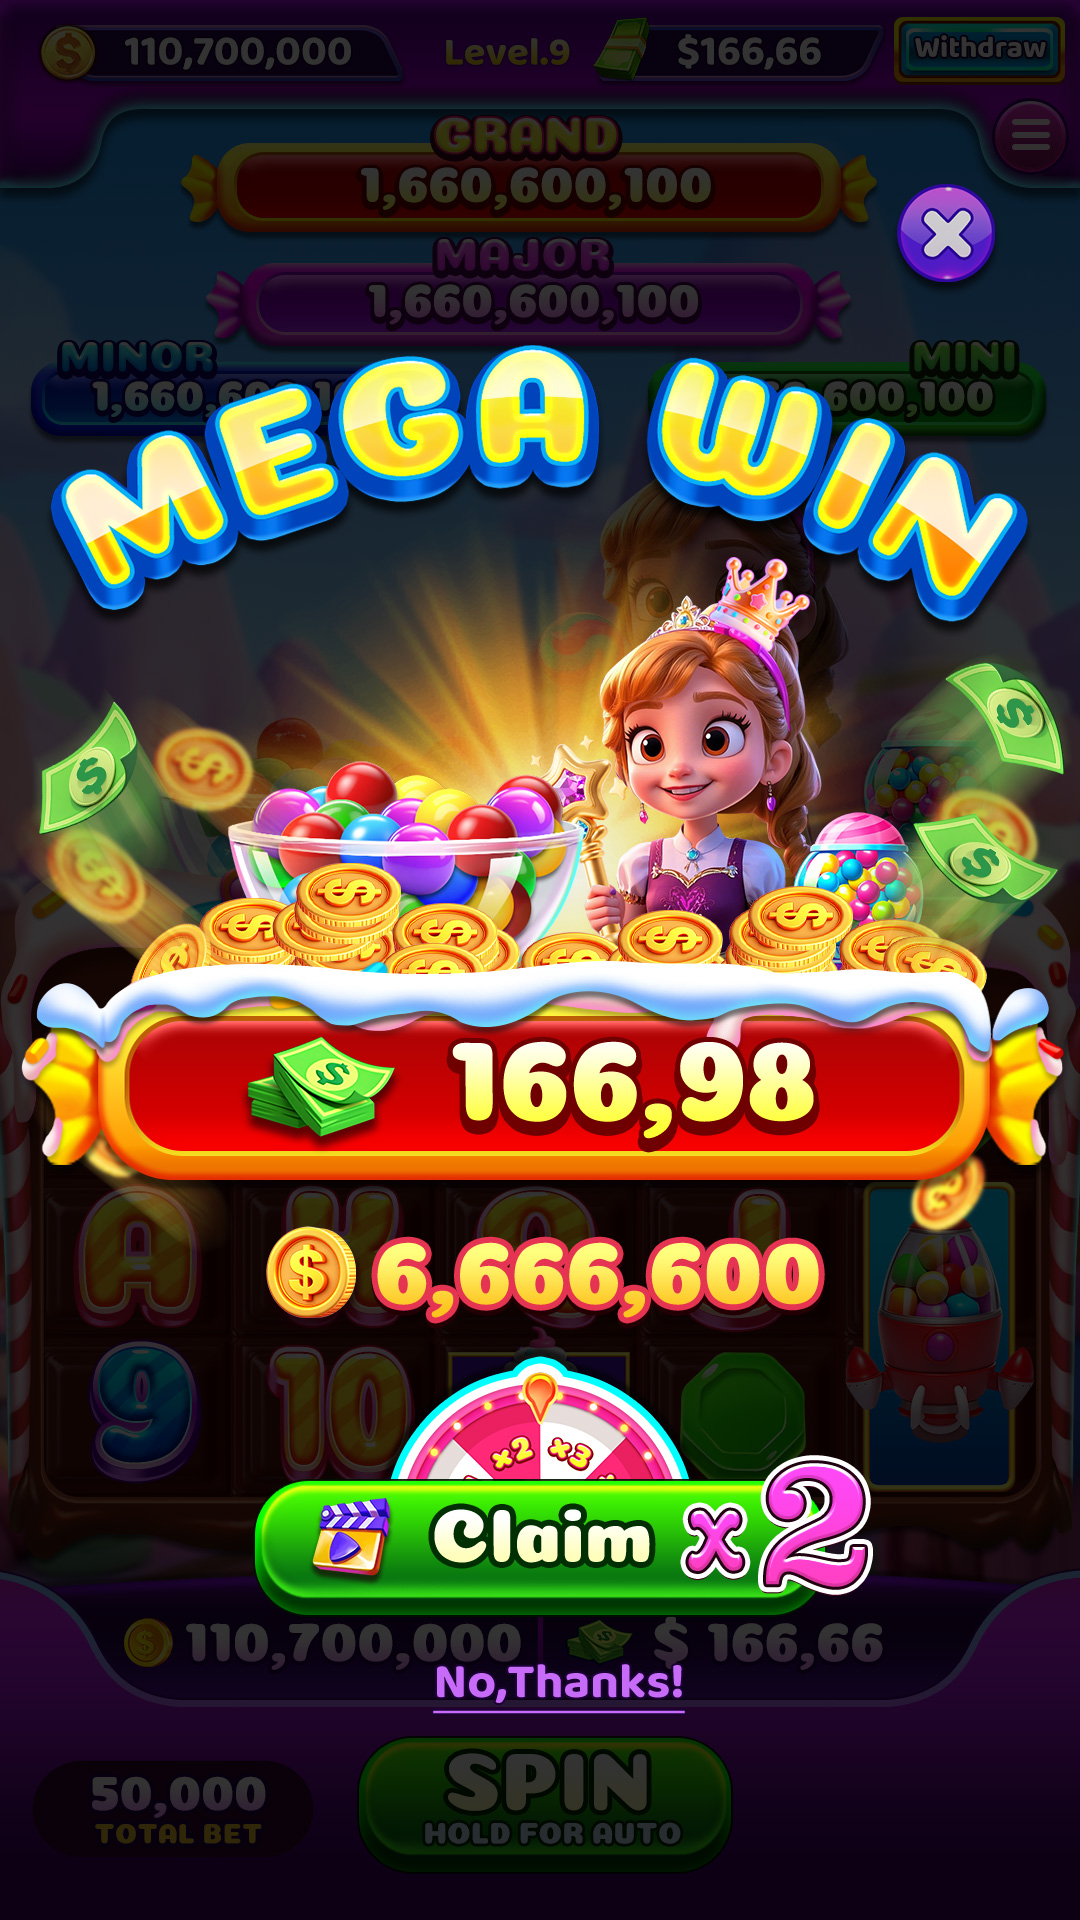 110,700,000 Level.9 $166,66 Withdraw
GRAND
1,660,600,100
MAJOR
1,660,600,100
MINOR MINI
MEGA WIN
166,98
6,666,600
x2 x3
Claim x2
110,700,000 $ 166,66
No,Thanks!
50,000
TOTAL BET
SPIN
HOLD FOR AUTO
A K Q J
9 10